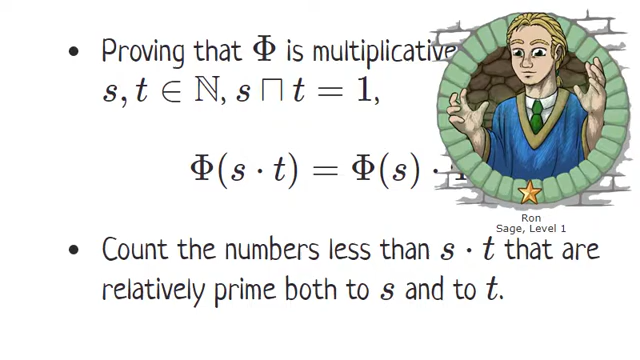 Proving that Φ is multiplicative
s, t ∈ ℕ, s ⊓ t = 1,
Φ(s · t) = Φ(s) ·
Ron
Sage, Level 1
Count the numbers less than s · t that are
relatively prime both to s and to t.